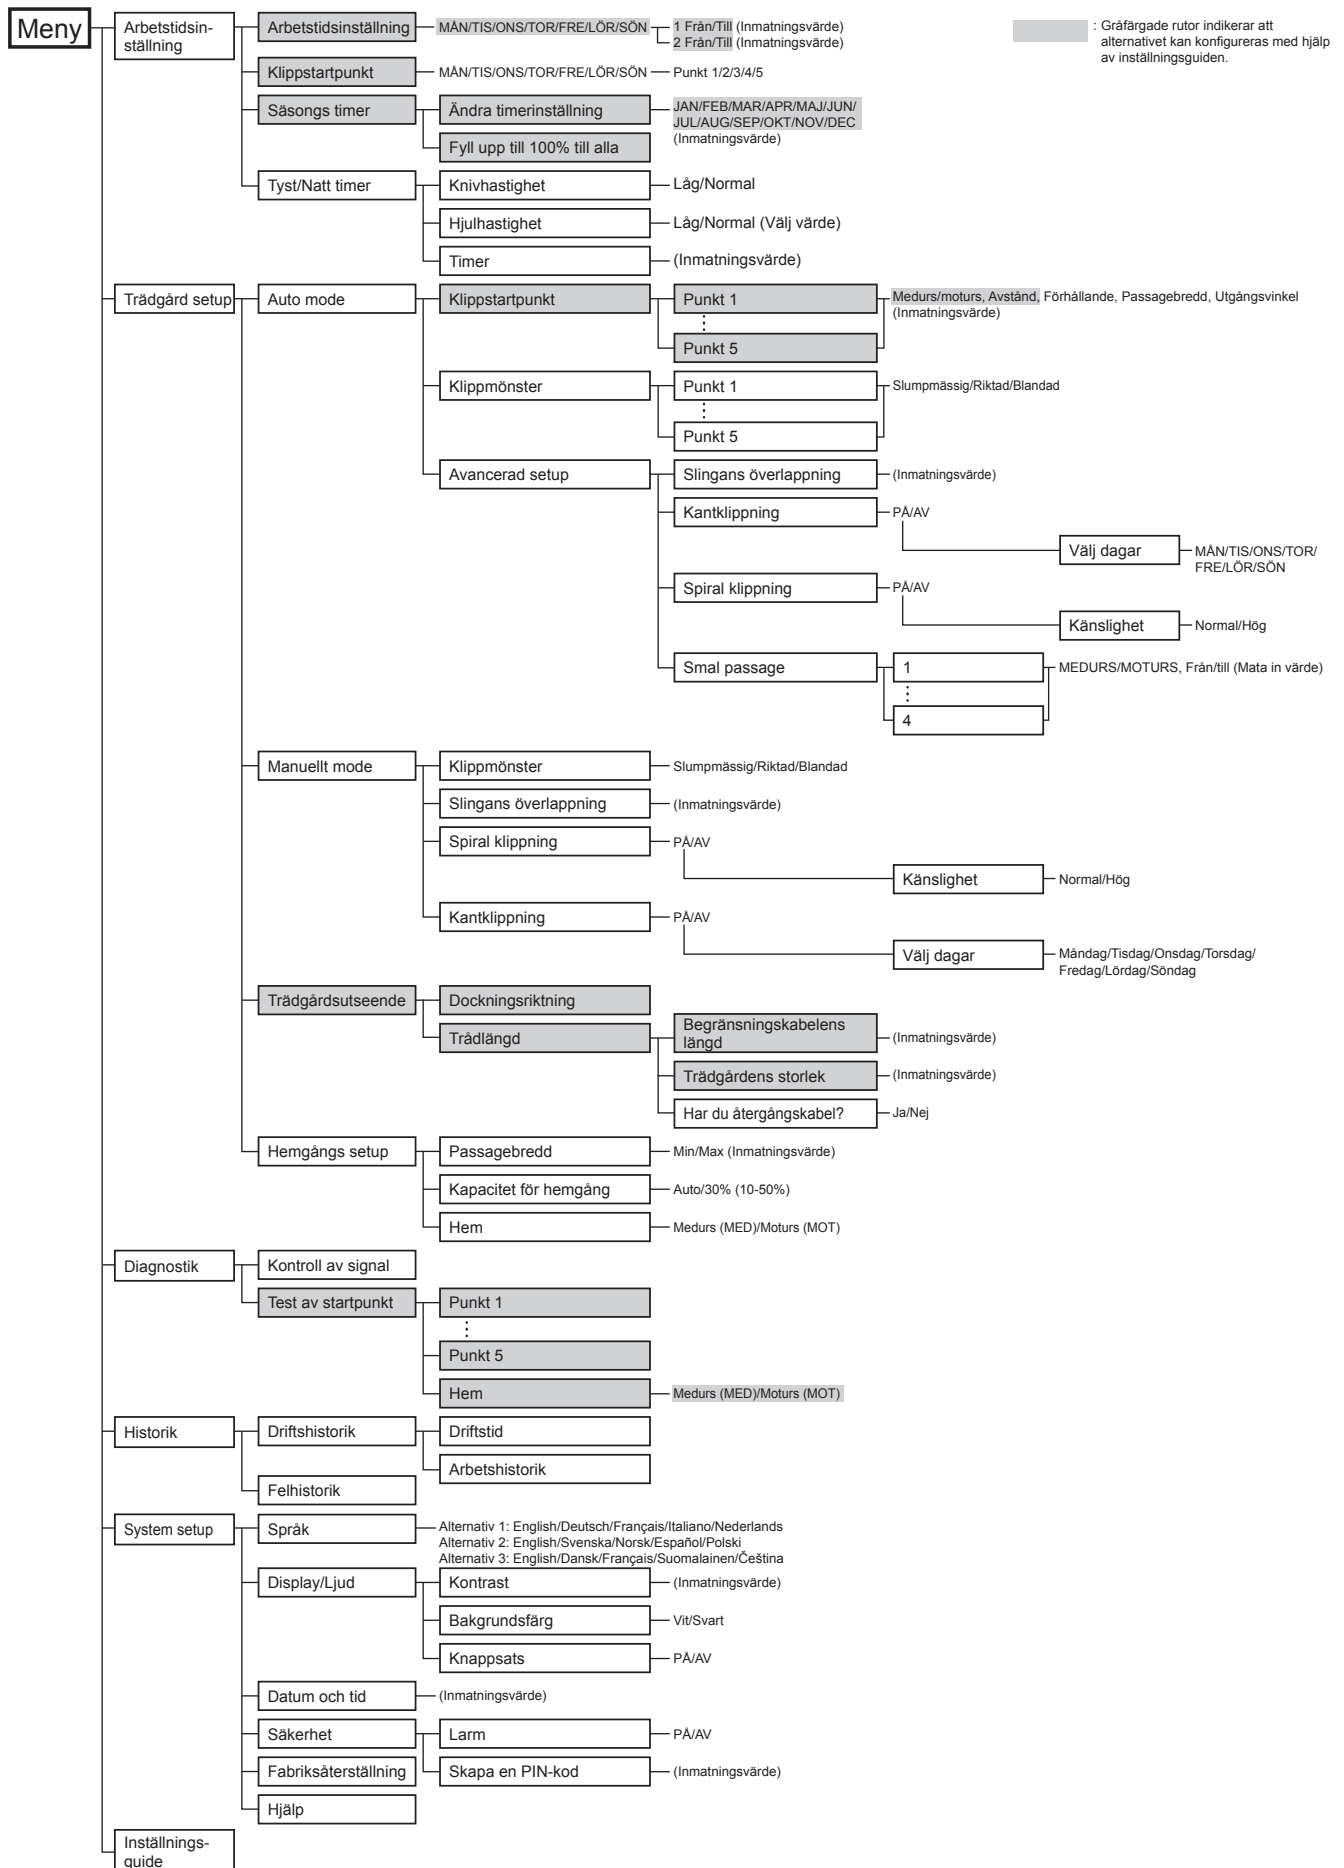 Meny
Arbetstidsin-
ställning
Arbetstidsinställning
MÅN/TIS/ONS/TOR/FRE/LÖR/SÖN
1 Från/Till (Inmatningsvärde)
2 Från/Till (Inmatningsvärde)
: Gråfärgade rutor indikerar att
alternativet kan konfigureras med hjälp
av inställningsguiden.
Klippstartpunkt
MÅN/TIS/ONS/TOR/FRE/LÖR/SÖN
Punkt 1/2/3/4/5
Säsongs timer
Ändra timerinställning
JAN/FEB/MAR/APR/MAJ/JUN/
JUL/AUG/SEP/OKT/NOV/DEC
(Inmatningsvärde)
Fyll upp till 100% till alla
Tyst/Natt timer
Knivhastighet
Låg/Normal
Hjulhastighet
Låg/Normal (Välj värde)
Timer
(Inmatningsvärde)
Trädgård setup
Auto mode
Klippstartpunkt
Punkt 1
Medurs/moturs, Avstånd, Förhållande, Passagebredd, Utgångsvinkel
(Inmatningsvärde)
Punkt 5
Klippmönster
Punkt 1
Slumpmässig/Riktad/Blandad
Punkt 5
Avancerad setup
Slingans överlappning
(Inmatningsvärde)
Kantklippning
PÅ/AV
Välj dagar
MÅN/TIS/ONS/TOR/
FRE/LÖR/SÖN
Spiral klippning
PÅ/AV
Känslighet
Normal/Hög
Smal passage
1
MEDURS/MOTURS, Från/till (Mata in värde)
4
Manuellt mode
Klippmönster
Slumpmässig/Riktad/Blandad
Slingans överlappning
(Inmatningsvärde)
Spiral klippning
PÅ/AV
Känslighet
Normal/Hög
Kantklippning
PÅ/AV
Välj dagar
Måndag/Tisdag/Onsdag/Torsdag/
Fredag/Lördag/Söndag
Trädgårdsutseende
Dockningsriktning
Trådlängd
Begränsningskabelens
längd
(Inmatningsvärde)
Trädgårdens storlek
(Inmatningsvärde)
Har du återgångskabel?
Ja/Nej
Hemgångs setup
Passagebredd
Min/Max (Inmatningsvärde)
Kapacitet för hemgång
Auto/30% (10-50%)
Hem
Medurs (MED)/Moturs (MOT)
Diagnostik
Kontroll av signal
Test av startpunkt
Punkt 1
Punkt 5
Hem
Medurs (MED)/Moturs (MOT)
Historik
Driftshistorik
Driftstid
Arbetshistorik
Felhistorik
System setup
Språk
Alternativ 1: English/Deutsch/Français/Italiano/Nederlands
Alternativ 2: English/Svenska/Norsk/Español/Polski
Alternativ 3: English/Dansk/Français/Suomalainen/Čeština
Display/Ljud
Kontrast
(Inmatningsvärde)
Bakgrundsfärg
Vit/Svart
Knappsats
PÅ/AV
Datum och tid
(Inmatningsvärde)
Säkerhet
Larm
PÅ/AV
Fabriksåterställning
Skapa en PIN-kod
(Inmatningsvärde)
Hjälp
Inställnings-
guide